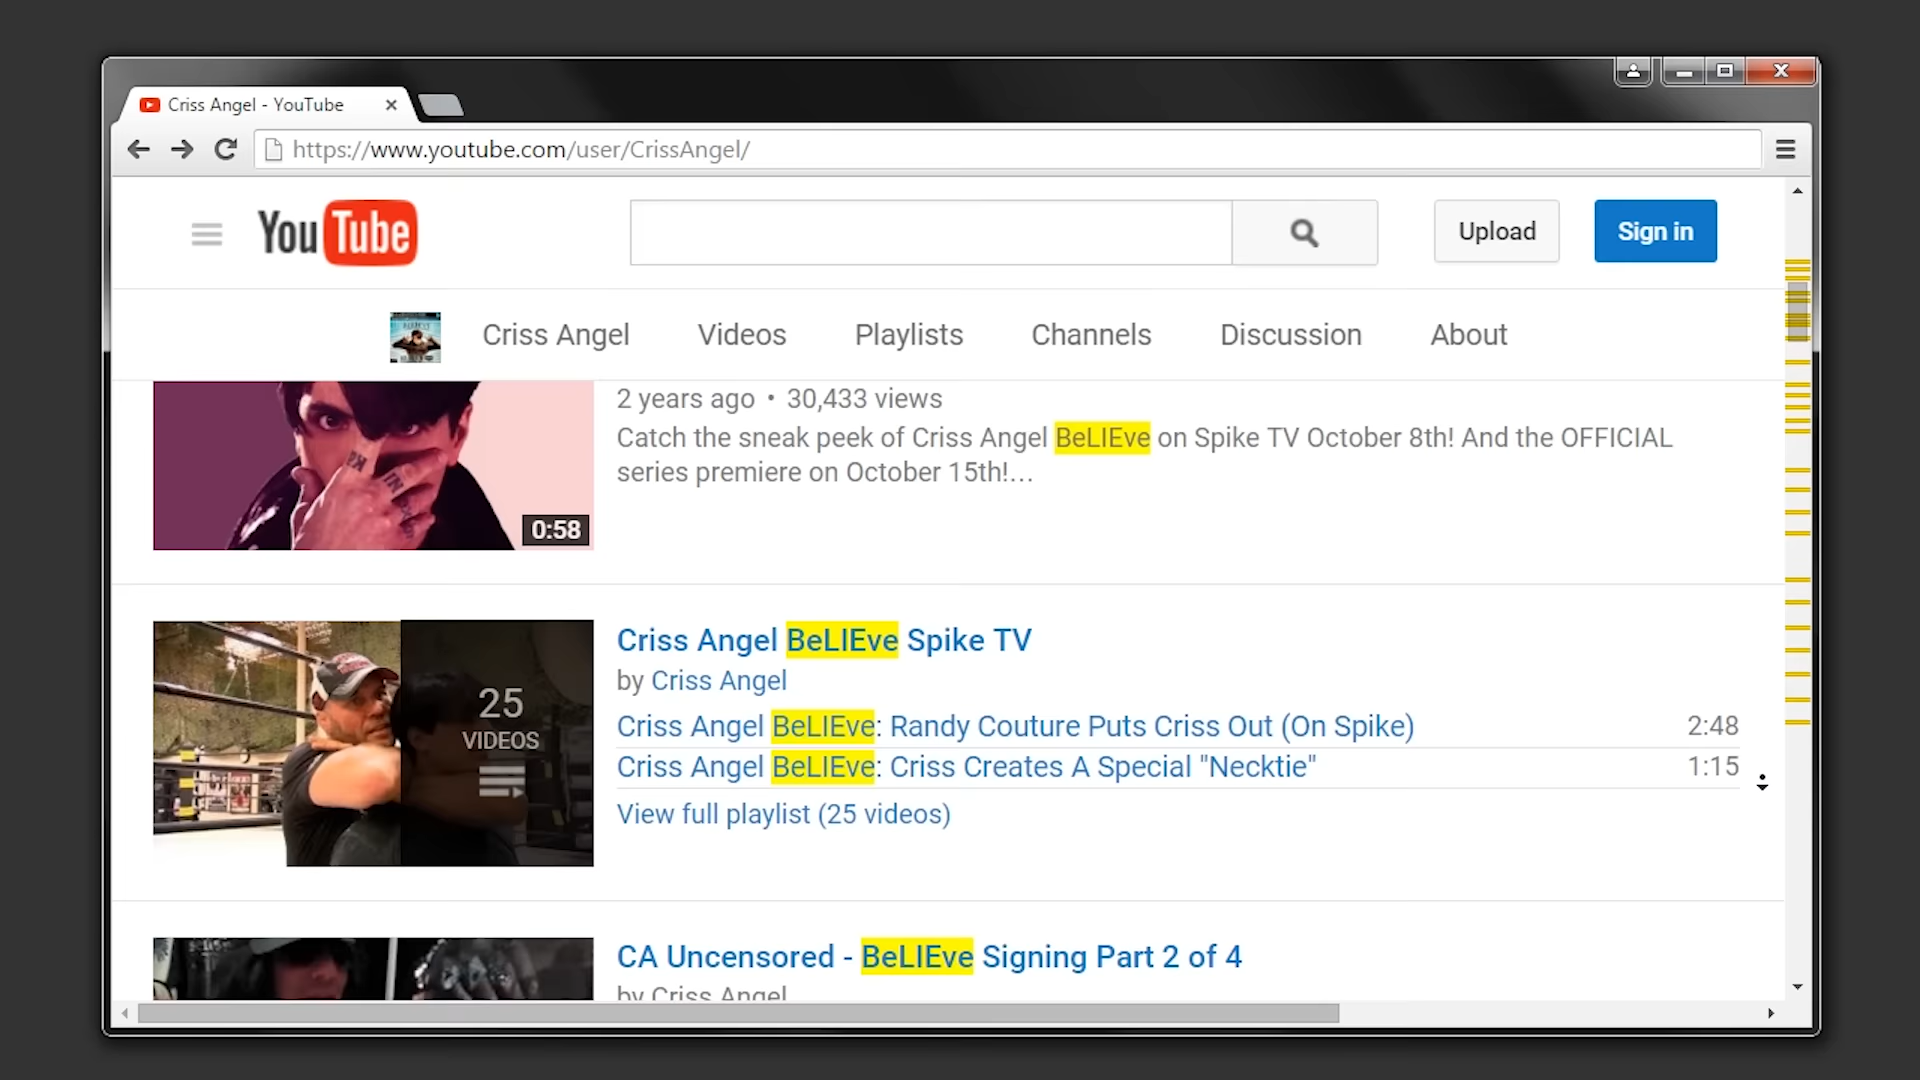 Criss Angel - YouTube
https://www.youtube.com/user/CrissAngel/
YouTube
Upload
Sign in
Criss Angel
Videos
Playlists
Channels
Discussion
About
2 years ago • 30,433 views
Catch the sneak peek of Criss Angel BeLIEve on Spike TV October 8th! And the OFFICIAL
series premiere on October 15th!...
0:58
Criss Angel BeLIEve Spike TV
by Criss Angel
25
VIDEOS
Criss Angel BeLIEve: Randy Couture Puts Criss Out (On Spike) 2:48
Criss Angel BeLIEve: Criss Creates A Special "Necktie" 1:15
View full playlist (25 videos)
CA Uncensored - BeLIEve Signing Part 2 of 4
by Criss Angel